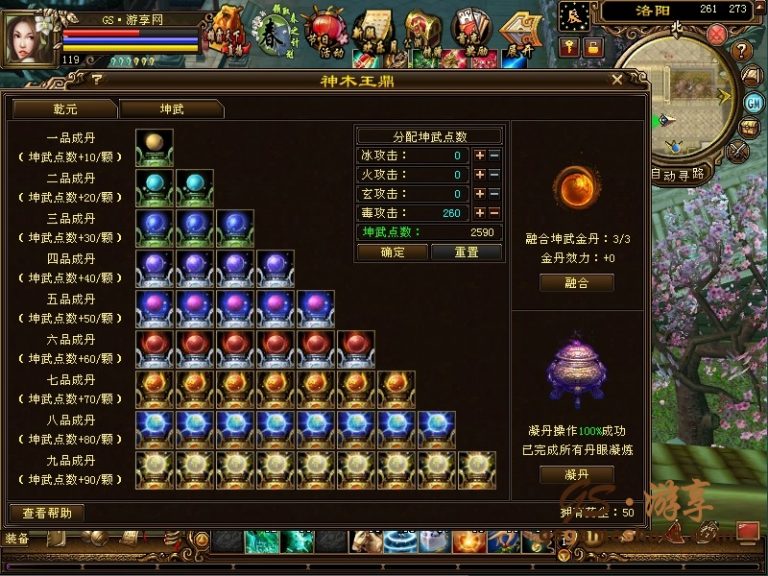 GS·游享网
119
洛阳 261 273
北
GM
自动寻路
神木王鼎
乾元 坤武
一品成丹
(坤武点数+10/颗)
二品成丹
(坤武点数+20/颗)
三品成丹
(坤武点数+30/颗)
四品成丹
(坤武点数+40/颗)
五品成丹
(坤武点数+50/颗)
六品成丹
(坤武点数+60/颗)
七品成丹
(坤武点数+70/颗)
八品成丹
(坤武点数+80/颗)
九品成丹
(坤武点数+90/颗)
分配坤武点数
冰攻击: 0
火攻击: 0
玄攻击: 0
毒攻击: 260
坤武点数: 2590
确定 重置
融合坤武金丹:3/3
金丹效力:+0
融合
凝丹操作100%成功
已完成所有丹眼凝炼
凝丹
查看帮助
:50
GS·游享
装备